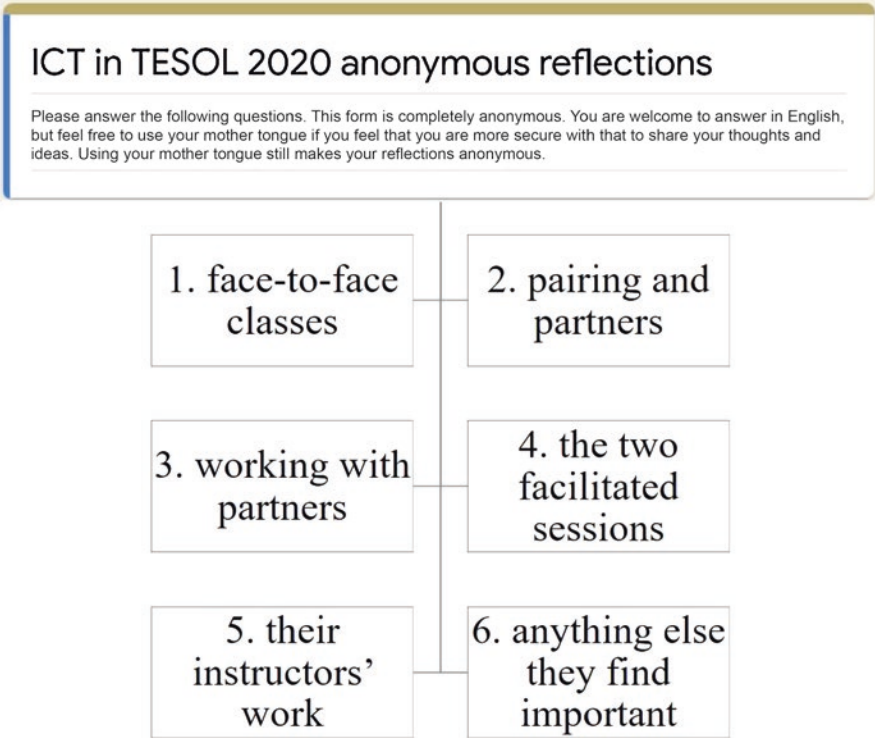 ICT in TESOL 2020 anonymous reflections
Please answer the following questions. This form is completely anonymous. You are welcome to answer in English,
but feel free to use your mother tongue if you feel that you are more secure with that to share your thoughts and
ideas. Using your mother tongue still makes your reflections anonymous.
1. face-to-face
classes
2. pairing and
partners
3. working with
partners
4. the two
facilitated
sessions
5. their
instructors’
work
6. anything else
they find
important